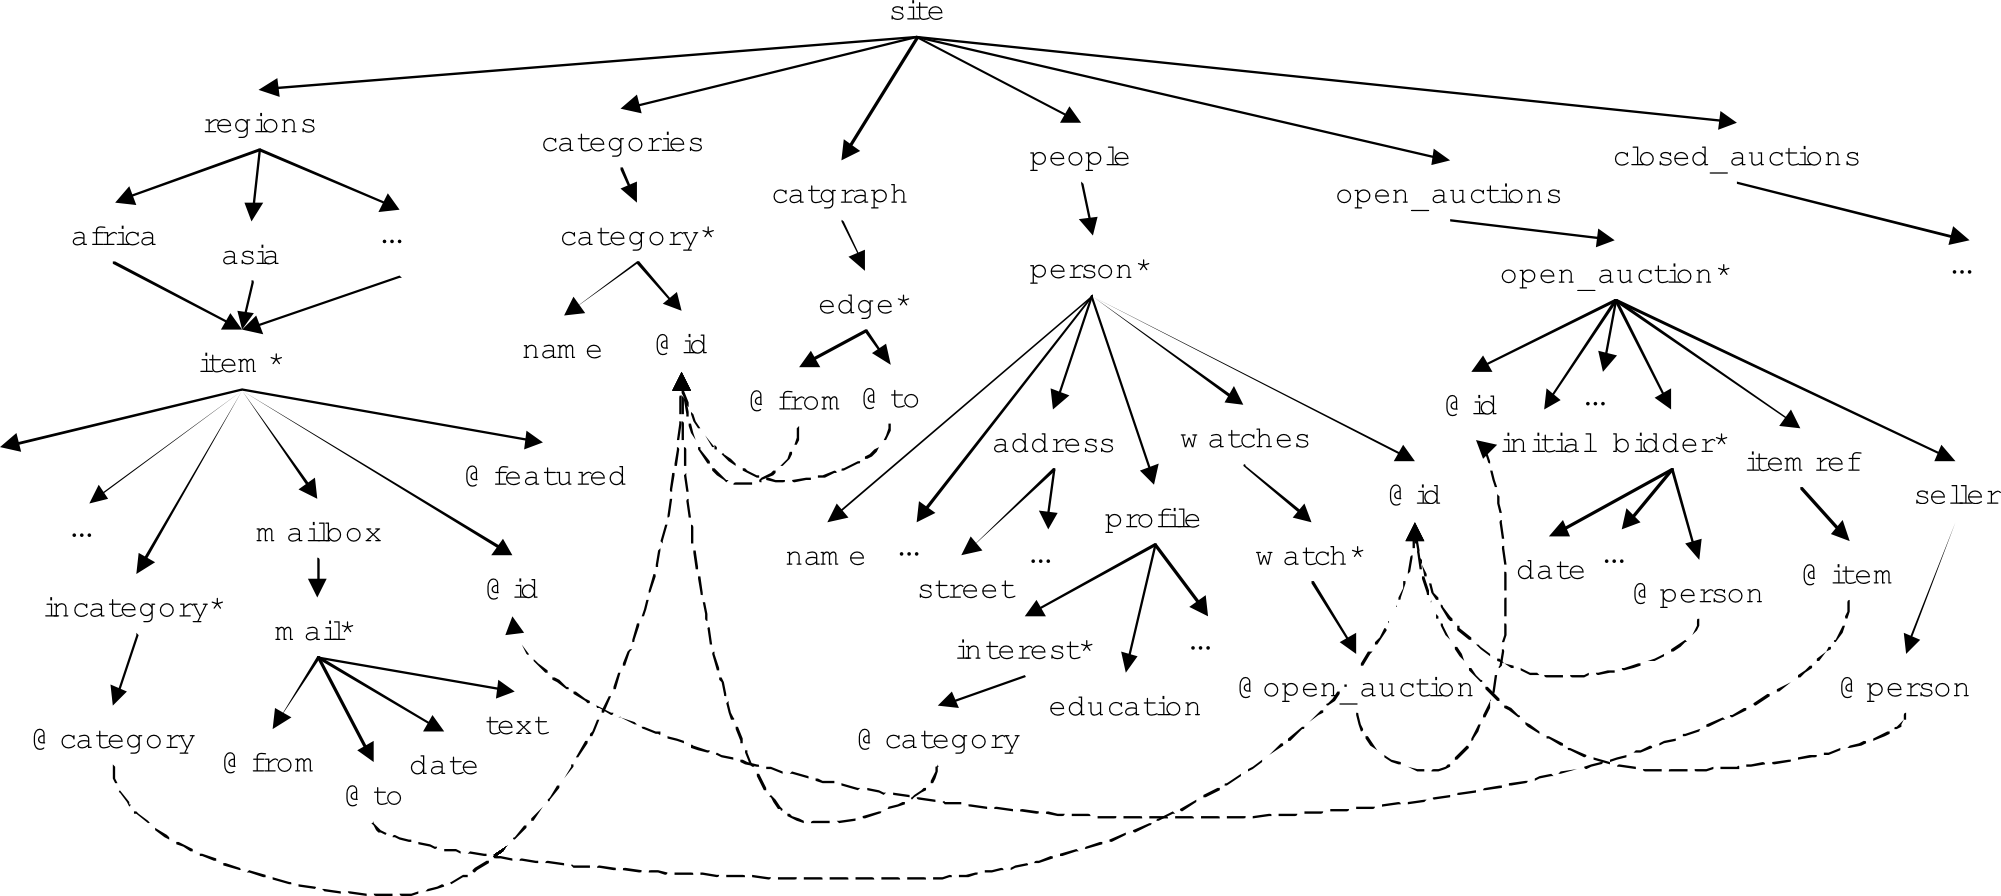 site
regions
categories
people
closed_auctions
catgraph
open_auctions
africa
asia
...
category*
person*
open_auction*
...
item*
name
@id
edge*
@from
@to
@id
...
@featured
address
watches
initial bidder*
itemref
...
mailbox
@id
seller
name
...
profile
street
...
watch*
date
...
@person
@item
incategory*
@id
mail*
interest*
...
education
@open_auction
@person
text
@category
@from
date
@to
@category